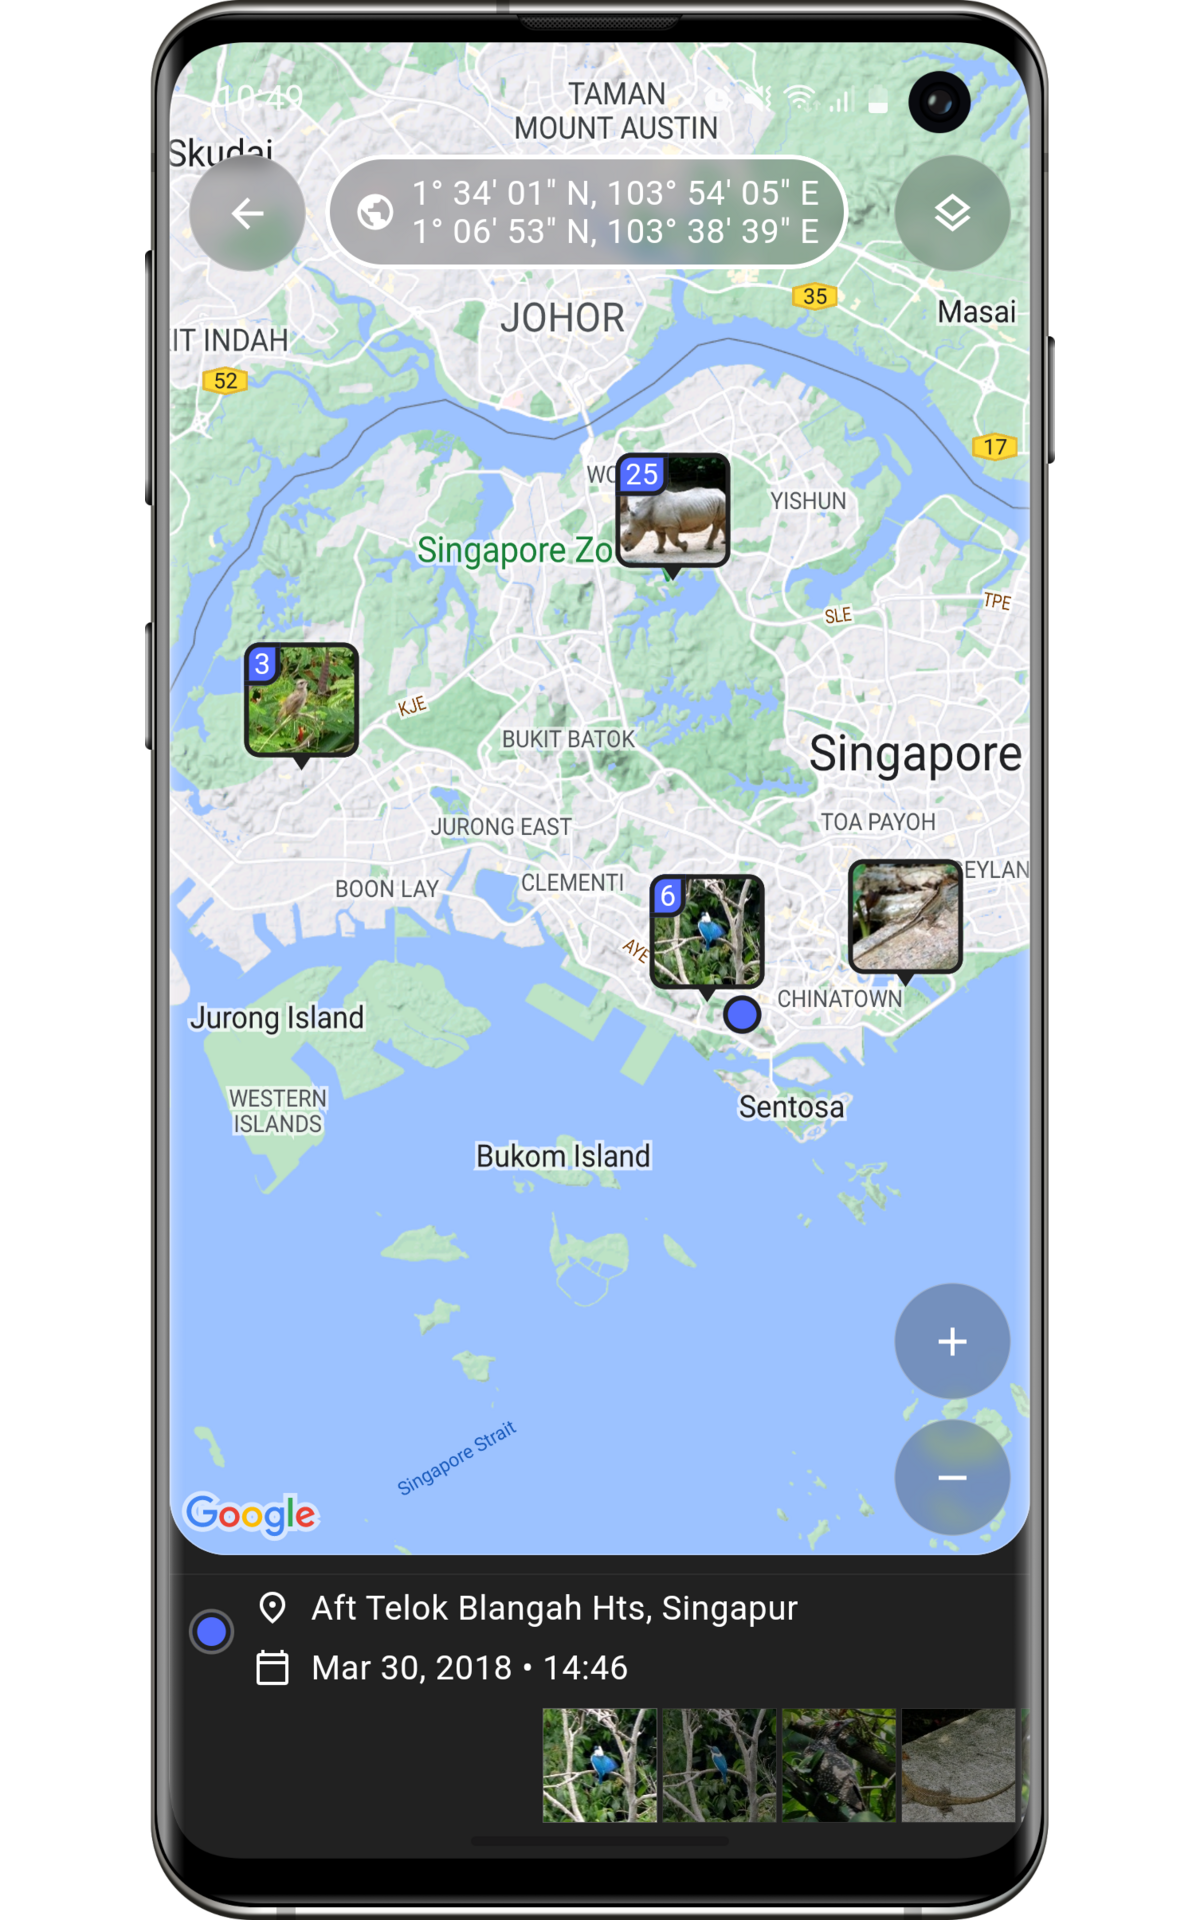 10:49
TAMAN
MOUNT AUSTIN
Skudai
1° 34' 01" N, 103° 54' 05" E
1° 06' 53" N, 103° 38' 39" E
35
Masai
JOHOR
IT INDAH
52
17
WO
25
YISHUN
Singapore Zo
SLE
TPE
3
KJE
BUKIT BATOK
Singapore
JURONG EAST
TOA PAYOH
BOON LAY
CLEMENTI
EYLAN
6
AYE
CHINATOWN
Jurong Island
WESTERN
ISLANDS
Sentosa
Bukom Island
Singapore Strait
Google
Aft Telok Blangah Hts, Singapur
Mar 30, 2018 • 14:46